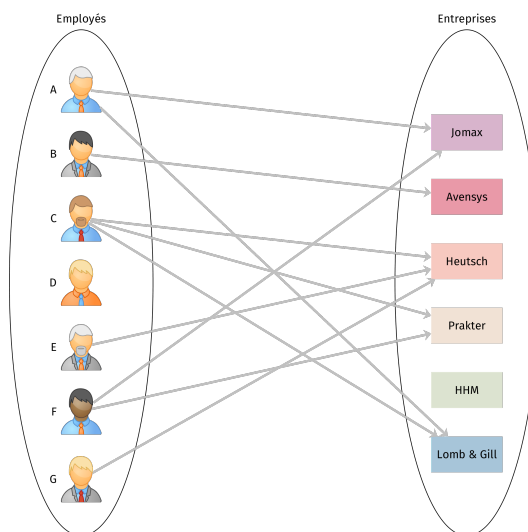 Employés
Entreprises
A
Jomax
B
Avensys
C
Heutsch
D
Prakter
E
HHM
F
Lomb & Gill
G